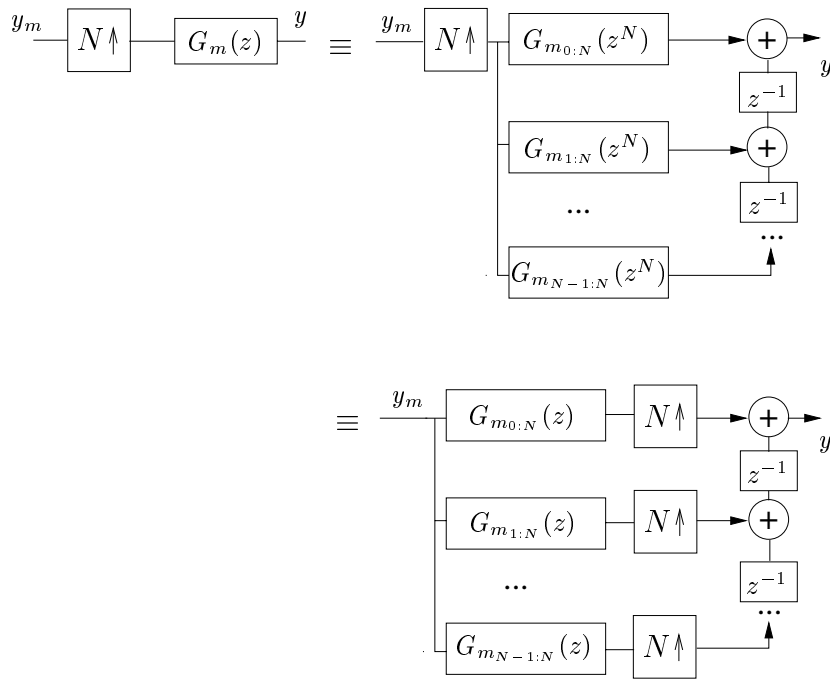 y_m N↑ G_m(z) y ≡ y_m N↑ G_{m_{0:N}}(z^N) + y
z^{-1}
G_{m_{1:N}}(z^N) +
... z^{-1}
...
G_{m_{N-1:N}}(z^N)
≡ y_m G_{m_{0:N}}(z) N↑ + y
z^{-1}
G_{m_{1:N}}(z) N↑ +
... z^{-1}
...
G_{m_{N-1:N}}(z) N↑